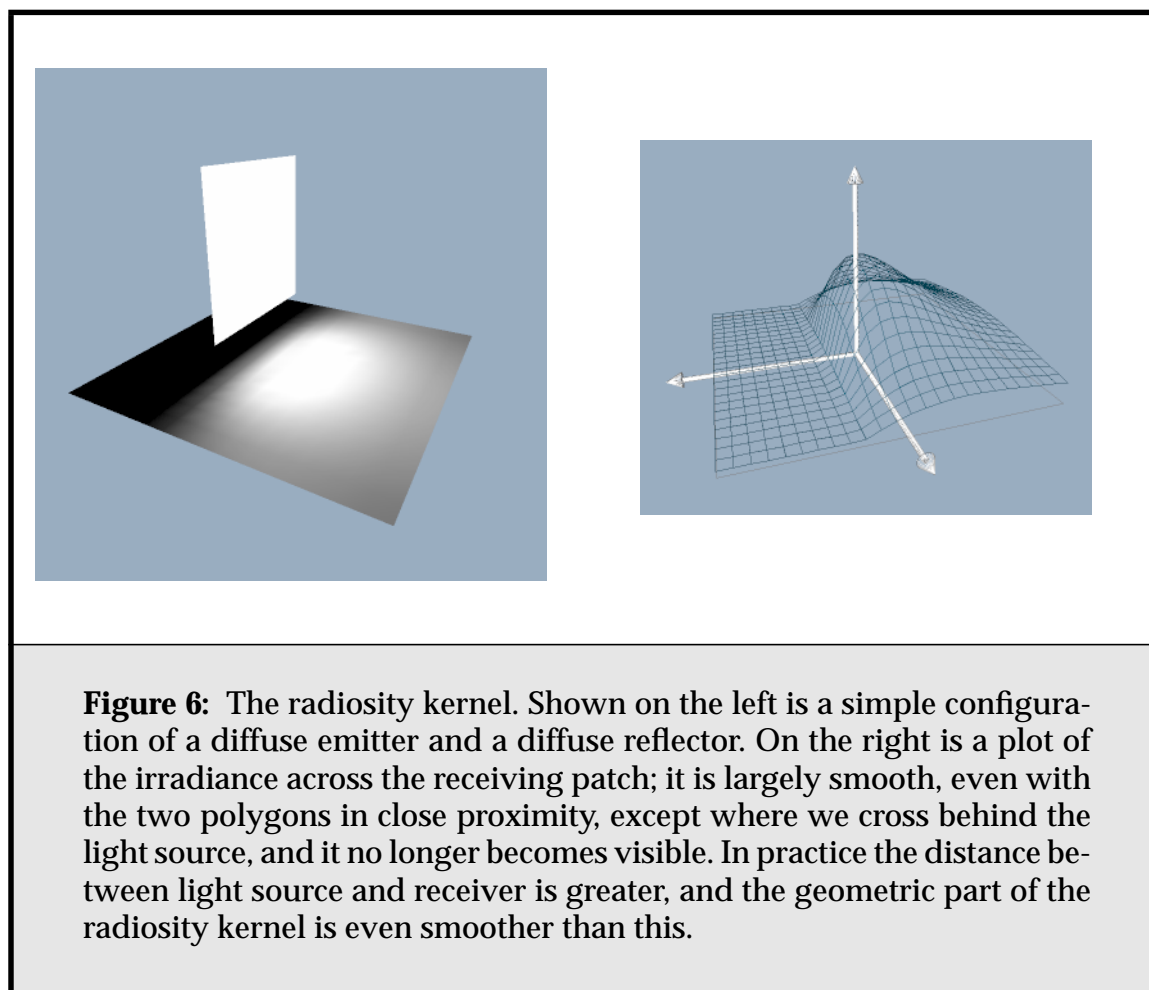 Figure 6: The radiosity kernel. Shown on the left is a simple configura-
tion of a diffuse emitter and a diffuse reflector. On the right is a plot of
the irradiance across the receiving patch; it is largely smooth, even with
the two polygons in close proximity, except where we cross behind the
light source, and it no longer becomes visible. In practice the distance be-
tween light source and receiver is greater, and the geometric part of the
radiosity kernel is even smoother than this.